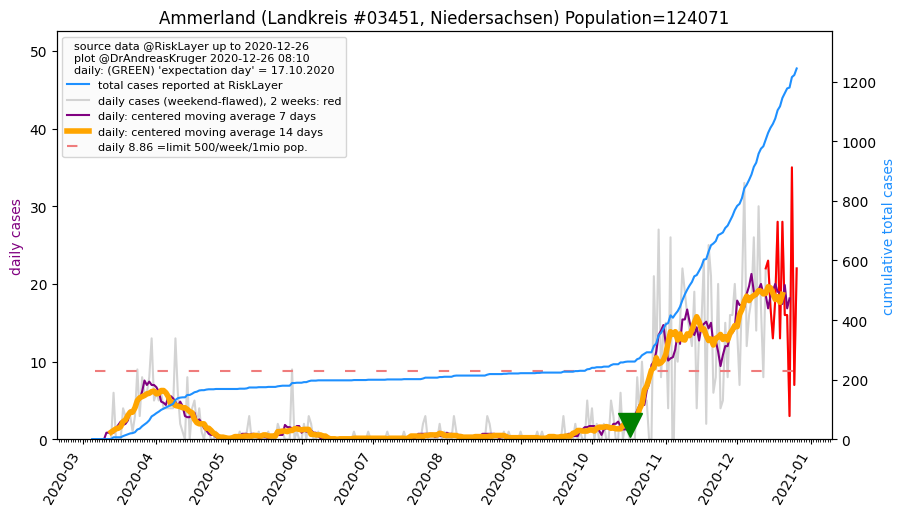 Ammerland (Landkreis #03451, Niedersachsen) Population=124071
source data @RiskLayer up to 2020-12-26
plot @DrAndreasKruger 2020-12-26 08:10
daily: (GREEN) 'expectation day' = 17.10.2020
total cases reported at RiskLayer
daily cases (weekend-flawed), 2 weeks: red
daily: centered moving average 7 days
daily: centered moving average 14 days
daily 8.86 =limit 500/week/1mio pop.
daily cases
50
40
30
20
10
0
cumulative total cases
1200
1000
800
600
400
200
0
2020-03
2020-04
2020-05
2020-06
2020-07
2020-08
2020-09
2020-10
2020-11
2020-12
2021-01